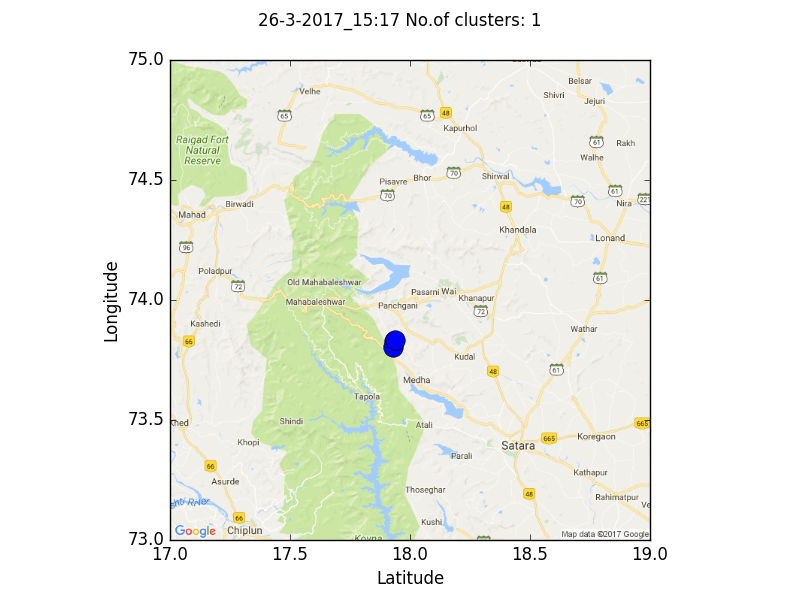 26-3-2017_15:17 No.of clusters: 1
75.0
74.5
74.0
73.5
73.0
Longitude
17.0 17.5 18.0 18.5 19.0
Latitude
Belsar
Velhe
Shivri
Jejuri
65
65
48
Kapurhol
Raigad Fort
Natural
Reserve
61
Rakh
Walhe
Pisavre
Bhor
70
Shirwal
70
61
221
Birwadi
Mahad
70
48
Nira
Khandala
96
Lonand
Poladpur
72
Old Mahabaleshwar
61
Mahabaleshwar
Panchgani
Pasarni Wai
Khanapur
72
Kashedi
66
Wathar
Kudal
61
48
Medha
Tapola
Shindi
Atali
Khopi
Satara
665
Koregaon
665
Parali
66
Asurde
Kathapur
Thoseghar
48
Rahimatpur
66
Kushi
Chiplun
Google
Map data ©2017 Google